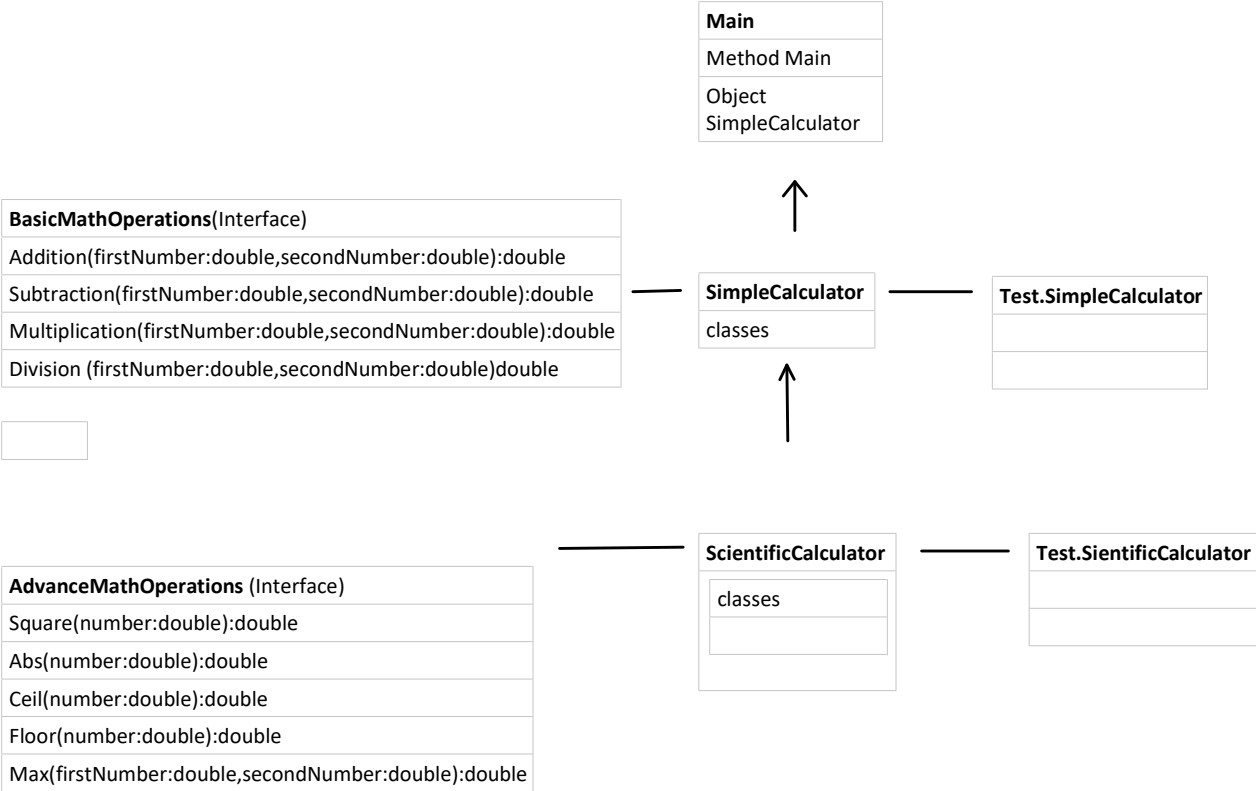 Main
Method Main
Object
SimpleCalculator
BasicMathOperations(Interface)
Addition(firstNumber:double,secondNumber:double):double
Subtraction(firstNumber:double,secondNumber:double):double
Multiplication(firstNumber:double,secondNumber:double):double
Division (firstNumber:double,secondNumber:double)double
SimpleCalculator
classes
Test.SimpleCalculator
AdvanceMathOperations (Interface)
Square(number:double):double
Abs(number:double):double
Ceil(number:double):double
Floor(number:double):double
Max(firstNumber:double,secondNumber:double):double
ScientificCalculator
classes
Test.SientificCalculator